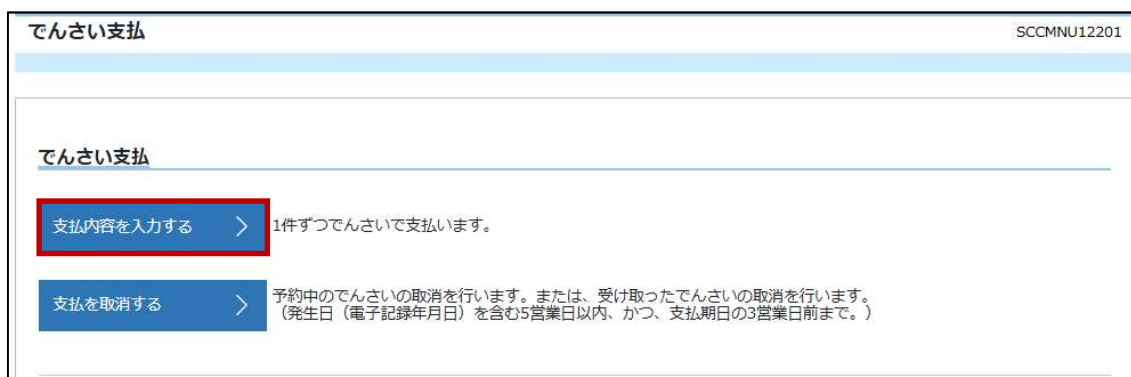 でんさい支払
SCCMNU12201
でんさい支払
支払内容を入力する
1件ずつでんさいで支払います。
支払を取消する
予約中のでんさいの取消を行います。または、受け取ったでんさいの取消を行います。
（発生日（電子記録年月日）を含む5営業日以内、かつ、支払期日の3営業日前まで。）